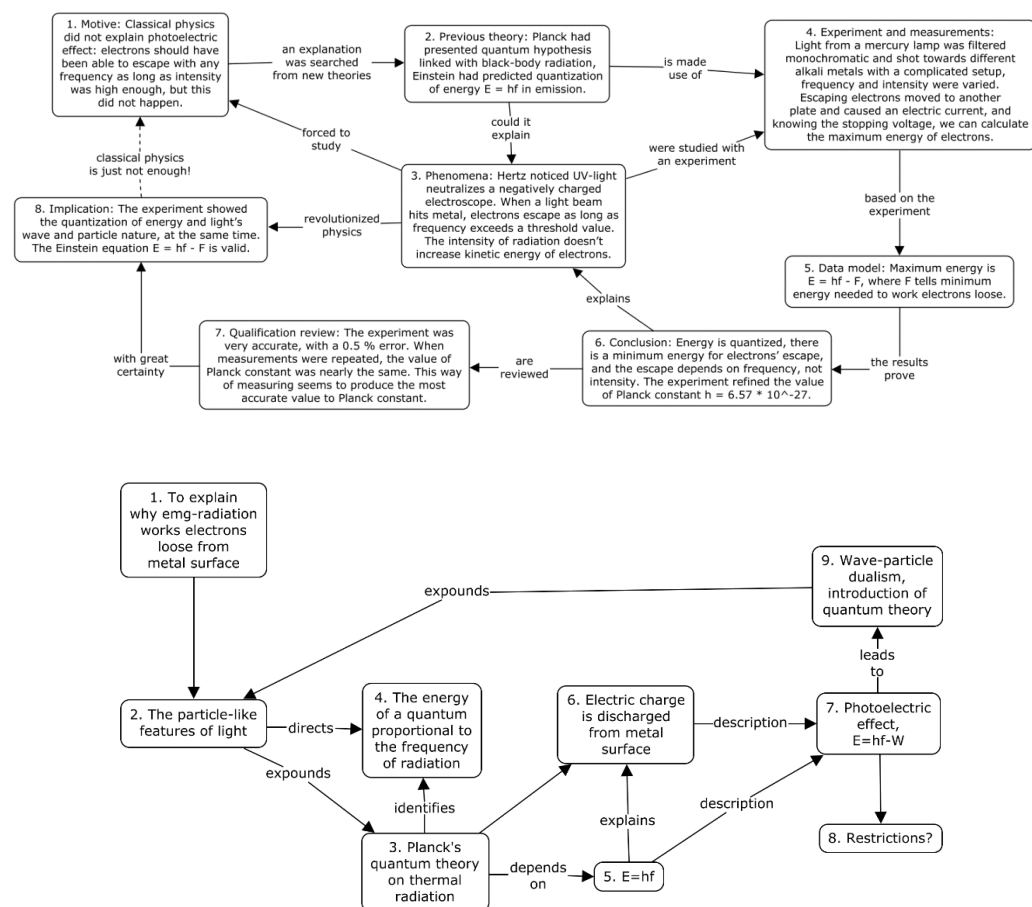 1. Motive: Classical physics
did not explain photoelectric
effect: electrons should have
been able to escape with any
frequency as long as intensity
was high enough, but this
did not happen.
an explanation
was searched
from new theories
2. Previous theory: Planck had
presented quantum hypothesis
linked with black-body radiation,
Einstein had predicted quantization
of energy E = hf in emission.
is made
use of
4. Experiment and measurements:
Light from a mercury lamp was filtered
monochromatic and shot towards different
alkali metals with a complicated setup,
frequency and intensity were varied.
Escaping electrons moved to another
plate and caused an electric current, and
knowing the stopping voltage, we can calculate
the maximum energy of electrons.
could it
explain
forced to
study
were studied with
an experiment
classical physics
is just not enough!
3. Phenomena: Hertz noticed UV-light
neutralizes a negatively charged
electroscope. When a light beam
hits metal, electrons escape as long as
frequency exceeds a threshold value.
The intensity of radiation doesn't
increase kinetic energy of electrons.
based on the
experiment
8. Implication: The experiment showed
the quantization of energy and light's
wave and particle nature, at the same time.
The Einstein equation E = hf - F is valid.
revolutionized
physics
5. Data model: Maximum energy is
E = hf - F, where F tells minimum
energy needed to work electrons loose.
explains
7. Qualification review: The experiment was
very accurate, with a 0.5 % error. When
measurements were repeated, the value of
Planck constant was nearly the same. This
way of measuring seems to produce the most
accurate value to Planck constant.
with great
certainty
are
reviewed
6. Conclusion: Energy is quantized, there
is a minimum energy for electrons' escape,
and the escape depends on frequency, not
intensity. The experiment refined the value
of Planck constant h = 6.57 * 10^-27.
the results
prove
1. To explain
why emg-radiation
works electrons
loose from
metal surface
9. Wave-particle
dualism,
introduction of
quantum theory
expounds
leads
to
2. The particle-like
features of light
directs
4. The energy
of a quantum
proportional to
the frequency
of radiation
6. Electric charge
is discharged
from metal
surface
description
7. Photoelectric
effect,
E=hf-W
expounds
identifies
explains
description
3. Planck's
quantum theory
on thermal
radiation
depends
on
5. E=hf
8. Restrictions?